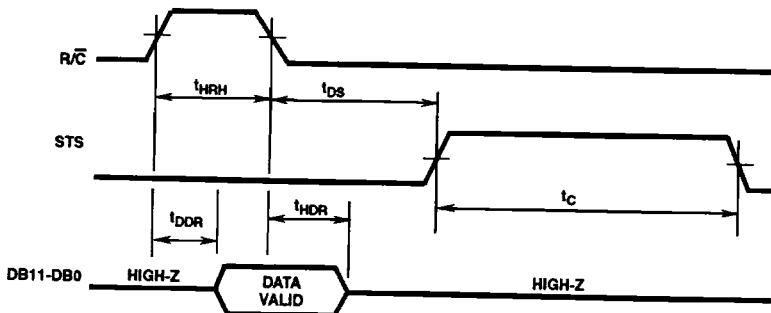 R/C̅
tHRH
tDS
STS
tC
tDDR
tHDR
DB11-DB0
HIGH-Z
DATA
VALID
HIGH-Z